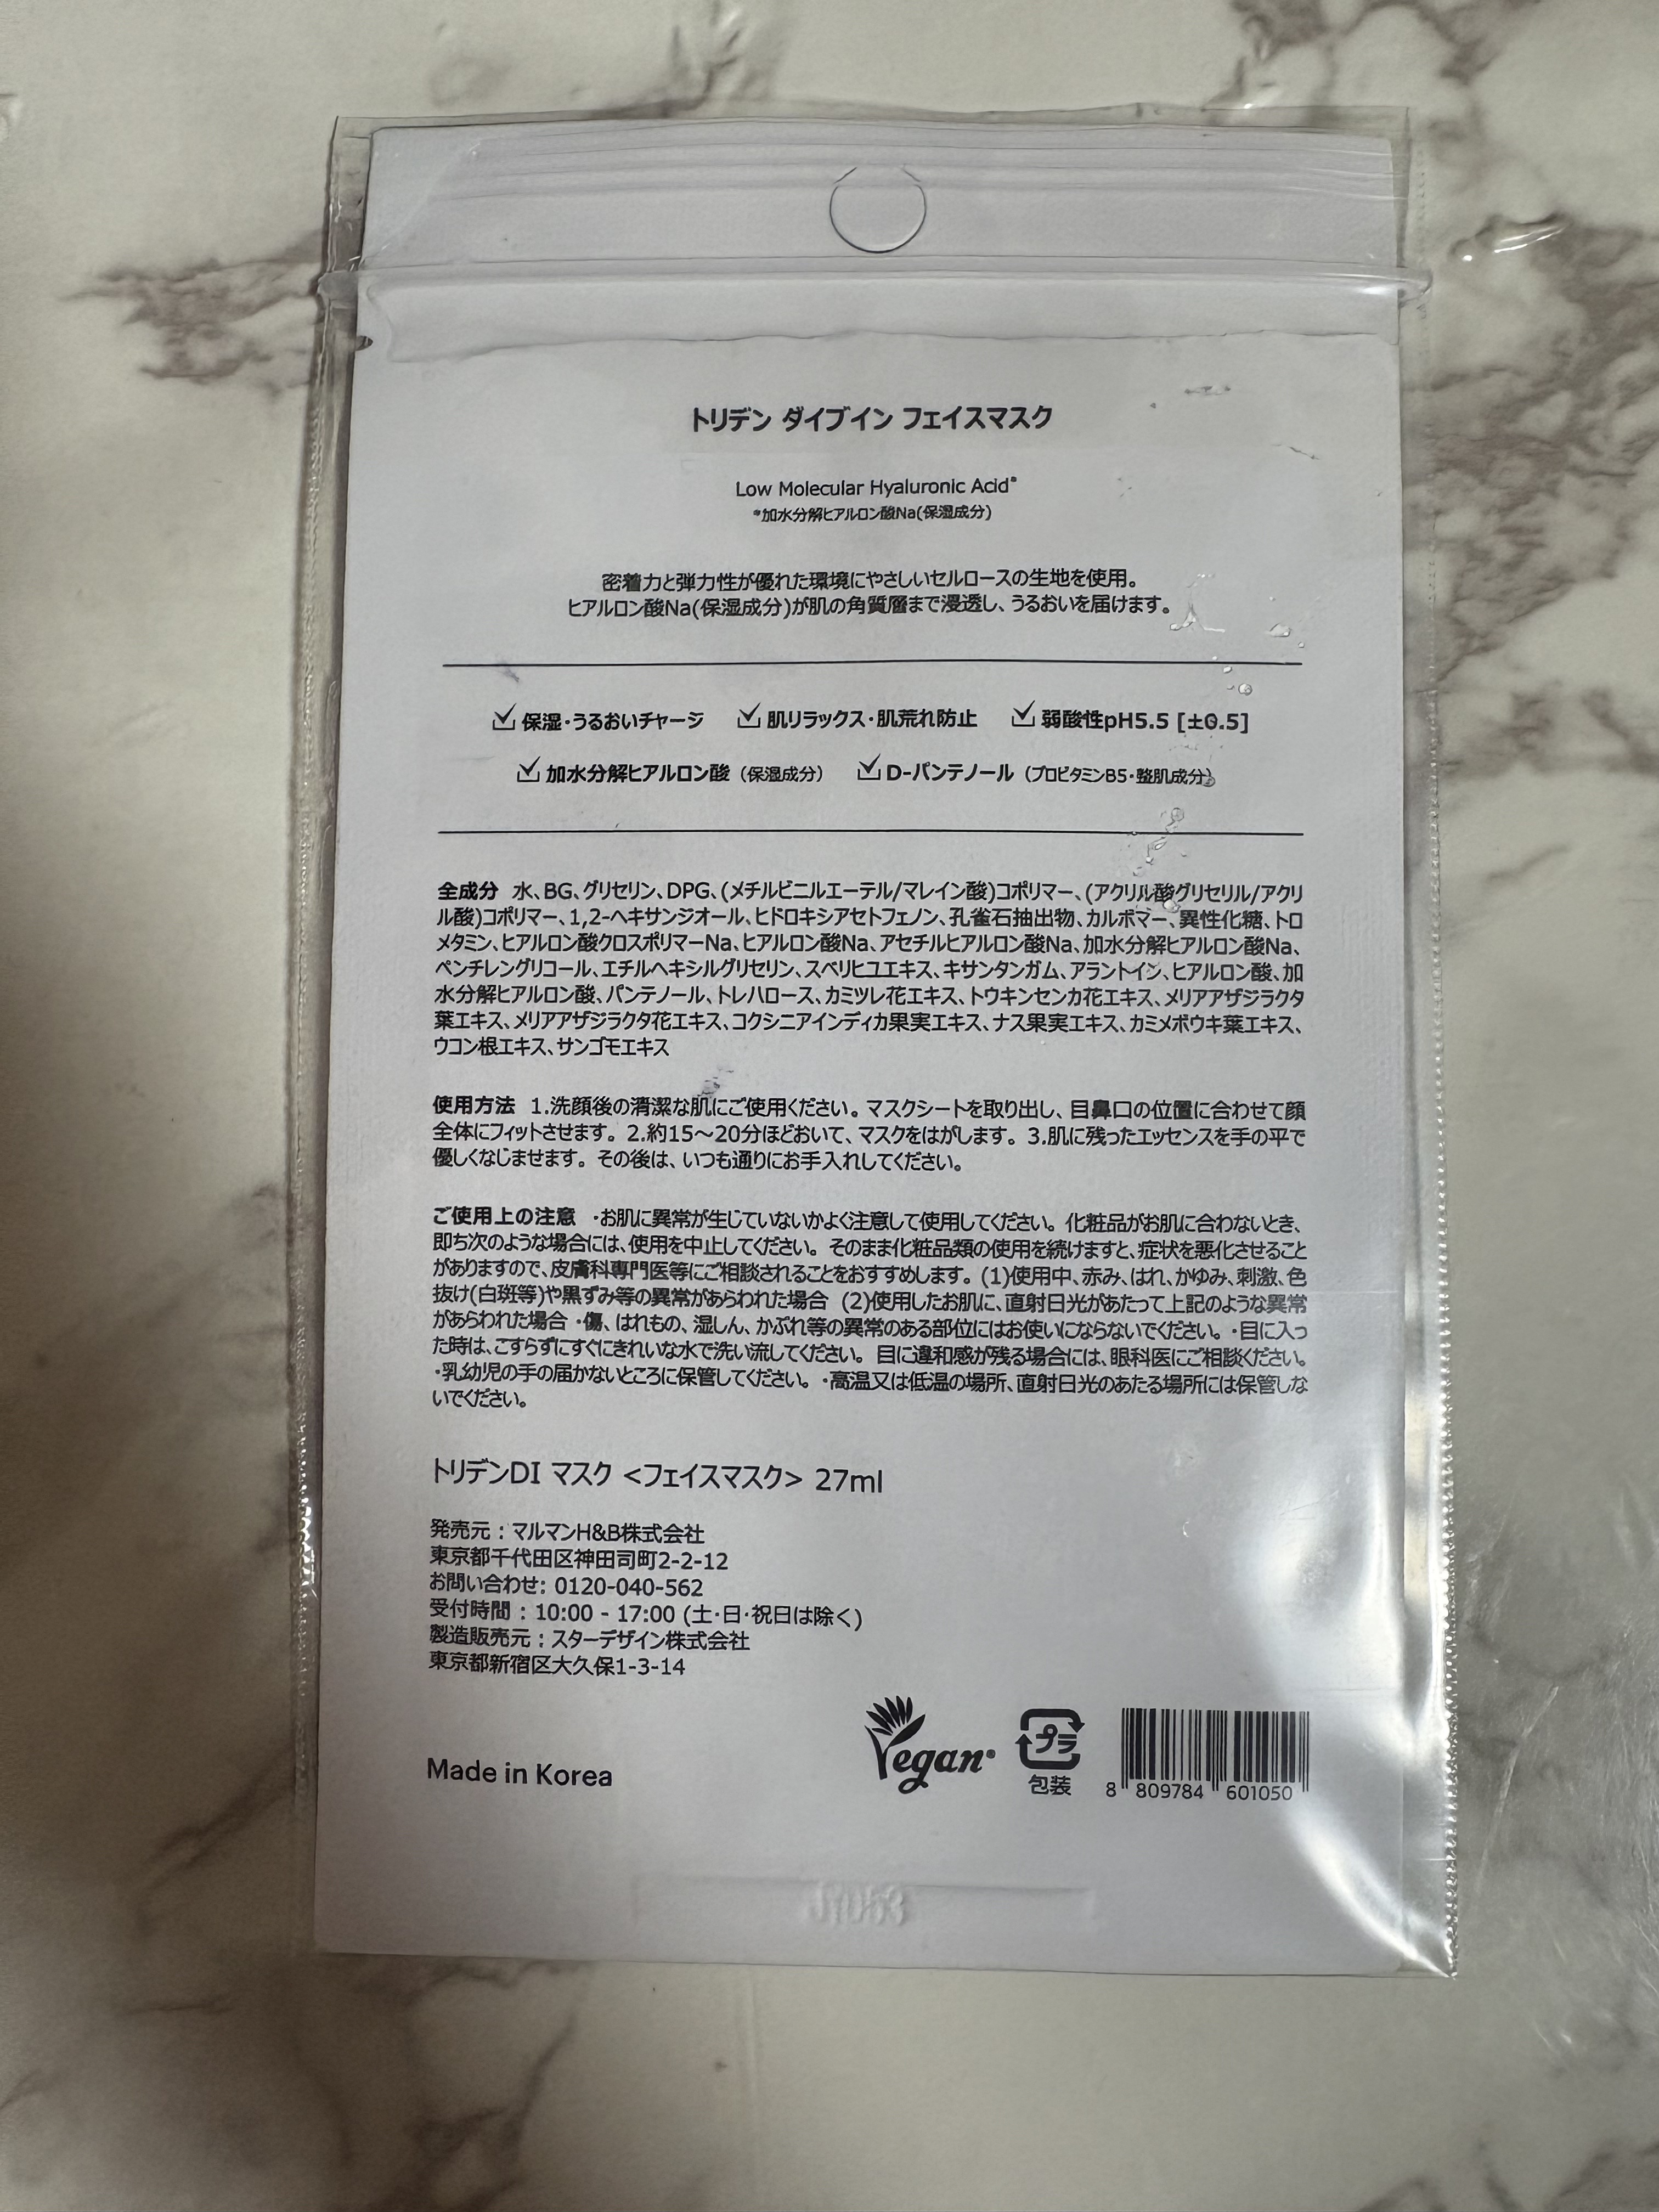 トリデン ダイブイン フェイスマスク
Low Molecular Hyaluronic Acid*
*加水分解ヒアルロン酸Na(保湿成分)
密着力と弾力性が優れた環境にやさしいセルロースの生地を使用。
ヒアルロン酸Na(保湿成分)が肌の角質層まで浸透し、うるおいを届けます。
保湿・うるおいチャージ 肌リラックス・肌荒れ防止 弱酸性pH5.5 [±0.5]
加水分解ヒアルロン酸（保湿成分） D-パンテノール（プロビタミンB5・整肌成分）
全成分 水、BG、グリセリン、DPG、(メチルビニルエーテル/マレイン酸)コポリマー、(アクリル酸グリセリル/アクリ
ル酸)コポリマー、1,2-ヘキサンジオール、ヒドロキシアセトフェノン、孔雀石抽出物、カルボマー、異性化糖、トロ
メタミン、ヒアルロン酸クロスポリマーNa、ヒアルロン酸Na、アセチルヒアルロン酸Na、加水分解ヒアルロン酸Na、
ペンチレングリコール、エチルヘキシルグリセリン、スベリヒユエキス、キサンタンガム、アラントイン、ヒアルロン酸、加
水分解ヒアルロン酸、パンテノール、トレハロース、カミツレ花エキス、トウキンセンカ花エキス、メリアアザジラクタ
葉エキス、メリアアザジラクタ花エキス、コクシニアインディカ果実エキス、ナス果実エキス、カミメボウキ葉エキス、
ウコン根エキス、サンゴモエキス
使用方法 1.洗顔後の清潔な肌にご使用ください。マスクシートを取り出し、目鼻口の位置に合わせて顔
全体にフィットさせます。2.約15～20分ほどおいて、マスクをはがします。3.肌に残ったエッセンスを手の平で
優しくなじませます。その後は、いつも通りにお手入れしてください。
ご使用上の注意 ・お肌に異常が生じていないかよく注意して使用してください。化粧品がお肌に合わないとき、
即ち次のような場合には、使用を中止してください。そのまま化粧品類の使用を続けますと、症状を悪化させること
がありますので、皮膚科専門医等にご相談されることをおすすめします。(1)使用中、赤み、はれ、かゆみ、刺激、色
抜け(白斑等)や黒ずみ等の異常があらわれた場合 (2)使用したお肌に、直射日光があたって上記のような異常
があらわれた場合 ・傷、はれもの、湿しん、かぶれ等の異常のある部位にはお使いにならないでください。・目に入っ
た時は、こすらずにすぐにきれいな水で洗い流してください。目に違和感が残る場合には、眼科医にご相談ください。
・乳幼児の手の届かないところに保管してください。・高温又は低温の場所、直射日光のあたる場所には保管しな
いでください。
トリデンDI マスク <フェイスマスク> 27ml
発売元：マルマンH&B株式会社
東京都千代田区神田司町2-2-12
お問い合わせ: 0120-040-562
受付時間：10:00 - 17:00 (土・日・祝日は除く)
製造販売元：スターデザイン株式会社
東京都新宿区大久保1-3-14
Made in Korea
Vegan
プラ
包装
8 809784 601050